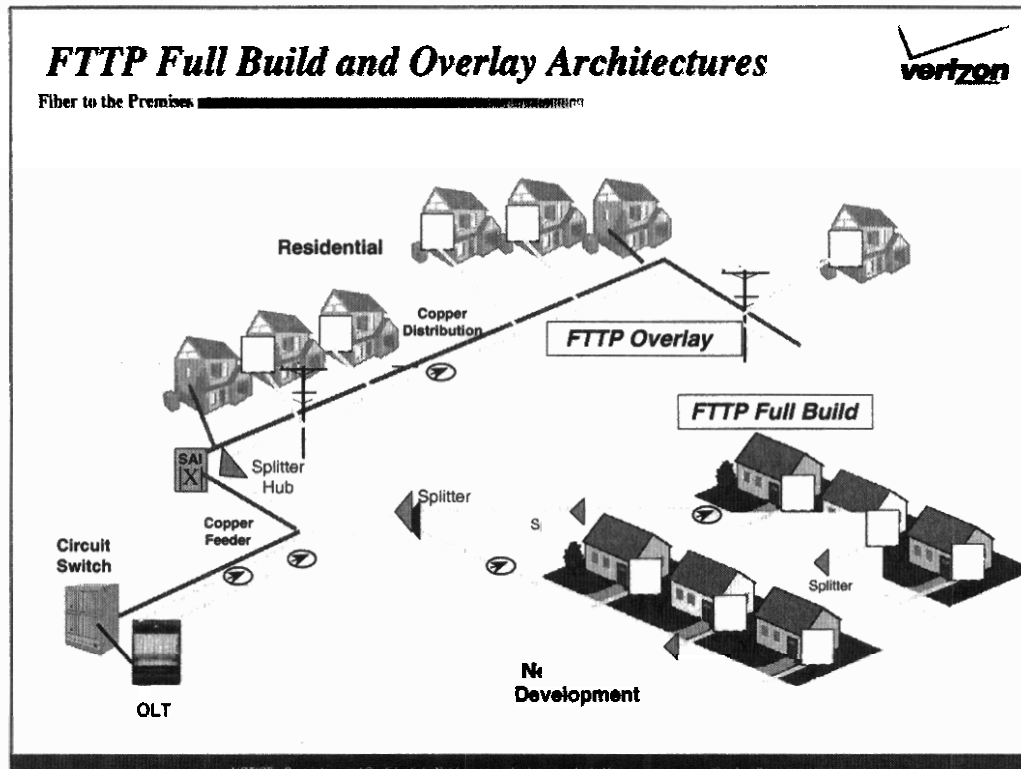 FTTP Full Build and Overlay Architectures
verizon
Fiber to the Premises
Residential
Copper
Distribution
FTTP Overlay
FTTP Full Build
SAI
X
Splitter
Hub
Splitter
Copper
Feeder
Circuit
Switch
Splitter
OLT
Development